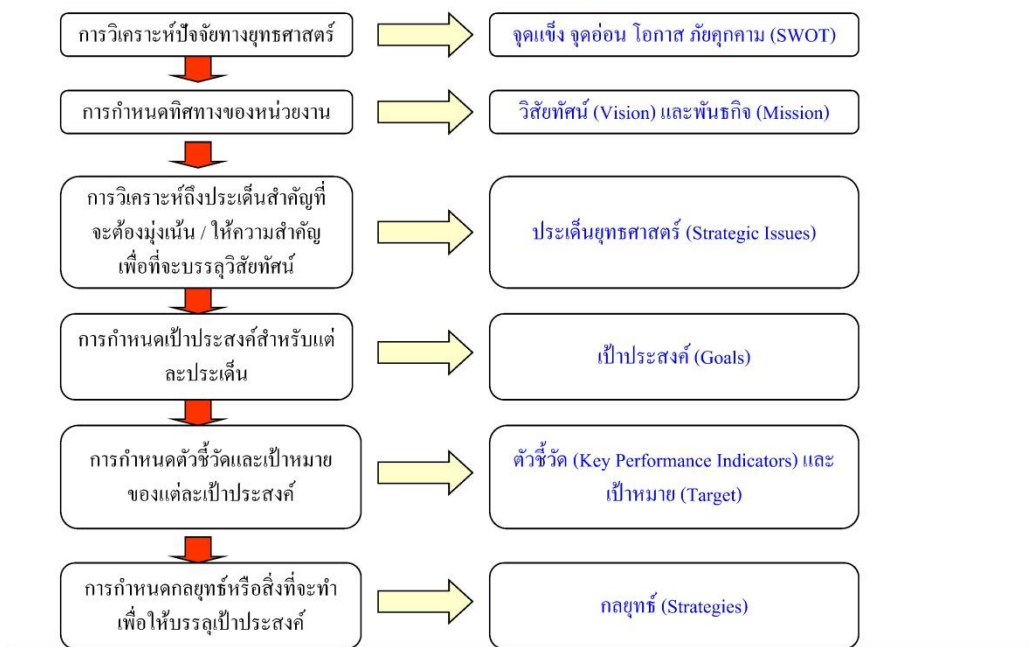 การวิเคราะห์ปัจจัยทางยุทธศาสตร์
จุดแข็ง จุดอ่อน โอกาส ภัยคุกคาม (SWOT)
การกำหนดทิศทางของหน่วยงาน
วิสัยทัศน์ (Vision) และพันธกิจ (Mission)
การวิเคราะห์ถึงประเด็นสำคัญที่
จะต้องมุ่งเน้น / ให้ความสำคัญ
เพื่อที่จะบรรลุวิสัยทัศน์
ประเด็นยุทธศาสตร์ (Strategic Issues)
การกำหนดเป้าประสงค์สำหรับแต่
ละประเด็น
เป้าประสงค์ (Goals)
การกำหนดตัวชี้วัดและเป้าหมาย
ของแต่ละเป้าประสงค์
ตัวชี้วัด (Key Performance Indicators) และ
เป้าหมาย (Target)
การกำหนดกลยุทธ์หรือสิ่งที่จะทำ
เพื่อให้บรรลุเป้าประสงค์
กลยุทธ์ (Strategies)